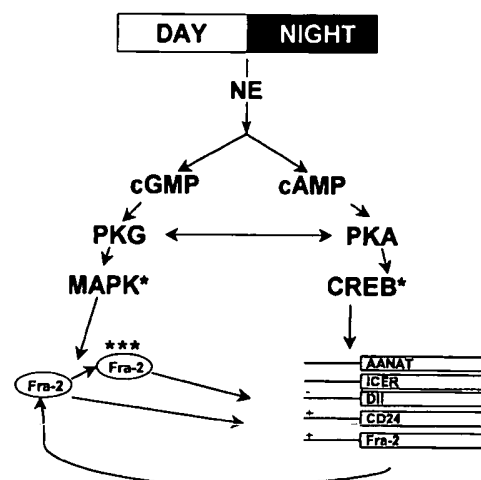 DAY NIGHT
NE
cGMP cAMP
PKG PKA
MAPK* CREB*
***
Fra-2
Fra-2
AANAT
ICER
- DII
+ CD24
+ Fra-2